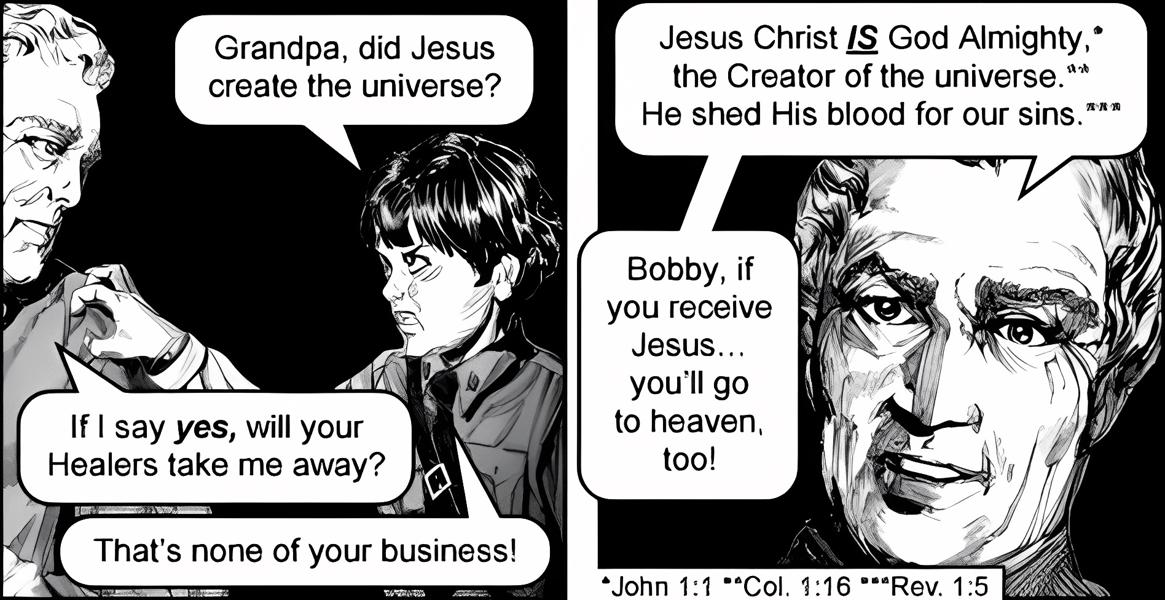 Grandpa, did Jesus
create the universe?
If I say yes, will your
Healers take me away?
That's none of your business!
Jesus Christ IS God Almighty,*
the Creator of the universe.**
He shed His blood for our sins.***
Bobby, if
you receive
Jesus...
you'll go
to heaven,
too!
*John 1:1 **Col. 1:16 ***Rev. 1:5